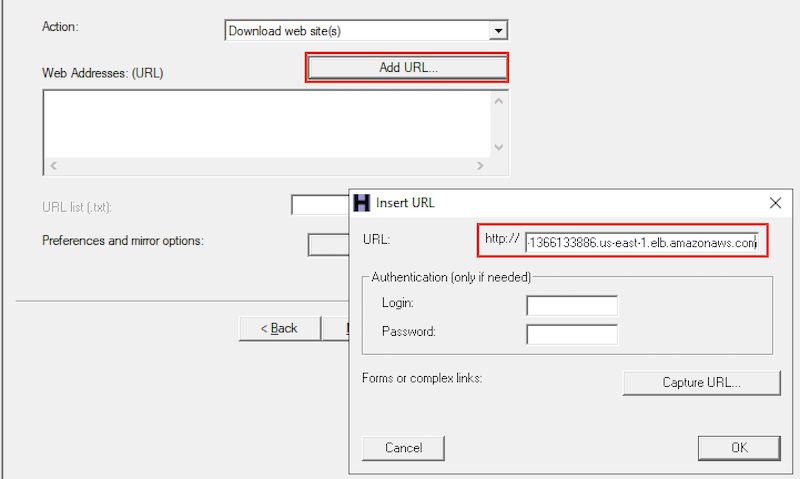 Action:
Download web site(s)
Web Addresses: (URL)
Add URL...
URL list (.txt):
Preferences and mirror options:
< Back
Insert URL
URL:
http://
-1366133886.us-east-1.elb.amazonaws.com
Authentication (only if needed)
Login:
Password:
Forms or complex links:
Capture URL...
Cancel
OK